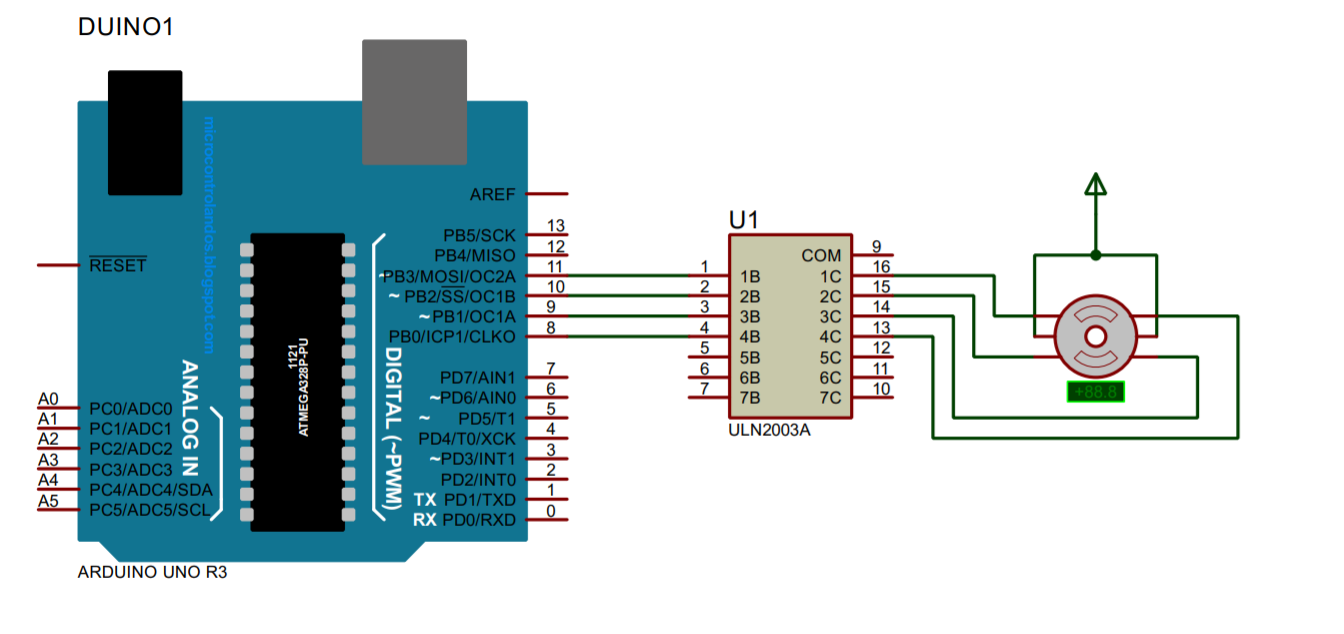 DUINO1
microcontrolandos.blogspot.com
RESET
AREF
PB5/SCK 13
PB4/MISO 12
~PB3/MOSI/OC2A 11
~ PB2/SS/OC1B 10
~PB1/OC1A 9
PB0/ICP1/CLKO 8
1121
ATMEGA328P-PU
DIGITAL (~PWM)
ANALOG IN
PD7/AIN1 7
~PD6/AIN0 6
~ PD5/T1 5
PD4/T0/XCK 4
~PD3/INT1 3
PD2/INT0 2
TX PD1/TXD 1
RX PD0/RXD 0
A0 PC0/ADC0
A1 PC1/ADC1
A2 PC2/ADC2
A3 PC3/ADC3
A4 PC4/ADC4/SDA
A5 PC5/ADC5/SCL
ARDUINO UNO R3
U1
COM 9
1 1B 1C 16
2 2B 2C 15
3 3B 3C 14
4 4B 4C 13
5 5B 5C 12
6 6B 6C 11
7 7B 7C 10
ULN2003A
+88.8